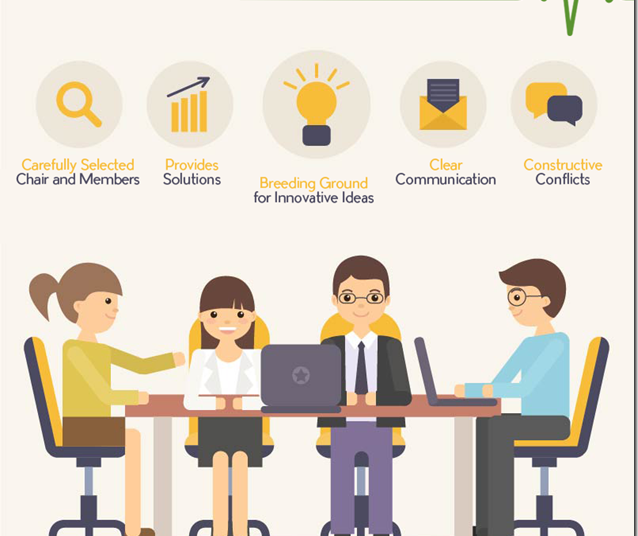 Carefully Selected
Chair and Members
Provides
Solutions
Breeding Ground
for Innovative Ideas
Clear
Communication
Constructive
Conflicts